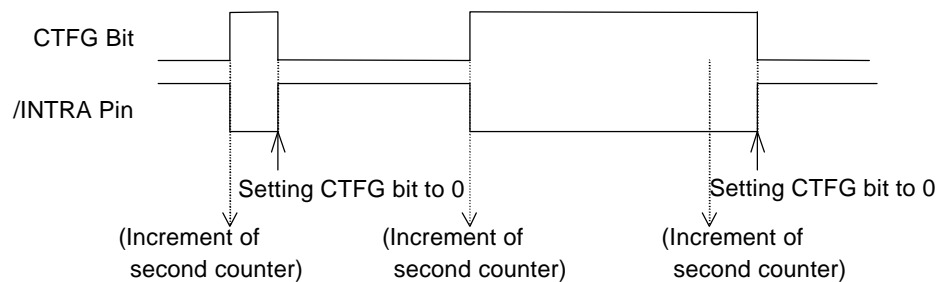 CTFG Bit
/INTRA Pin
Setting CTFG bit to 0
Setting CTFG bit to 0
(Increment of
second counter)
(Increment of
second counter)
(Increment of
second counter)